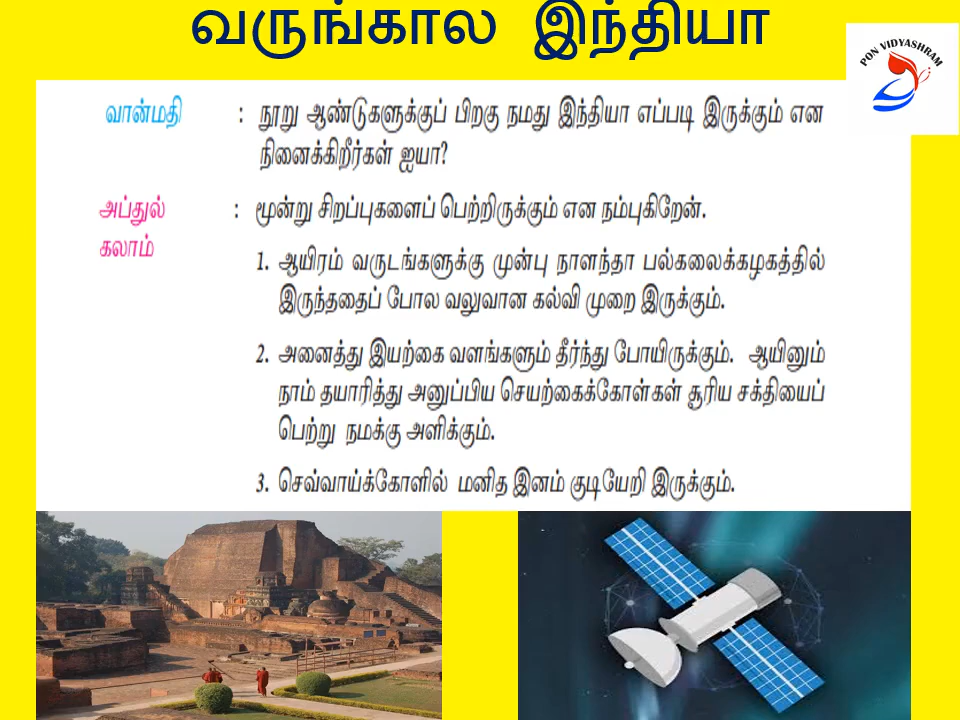 வருங்கால இந்தியா
PON VIDYASHRAM
வான்மதி : நூறு ஆண்டுகளுக்குப் பிறகு நமது இந்தியா எப்படி இருக்கும் என
நினைக்கிறீர்கள் ஐயா?
அப்துல் : மூன்று சிறப்புகளைப் பெற்றிருக்கும் என நம்புகிறேன்.
கலாம்
1. ஆயிரம் வருடங்களுக்கு முன்பு நாளந்தா பல்கலைக்கழகத்தில்
இருந்ததைப் போல வலுவான கல்வி முறை இருக்கும்.
2. அனைத்து இயற்கை வளங்களும் தீர்ந்து போயிருக்கும். ஆயினும்
நாம் தயாரித்து அனுப்பிய செயற்கைக்கோள்கள் சூரிய சக்தியைப்
பெற்று நமக்கு அளிக்கும்.
3. செவ்வாய்க்கோளில் மனித இனம் குடியேறி இருக்கும்.